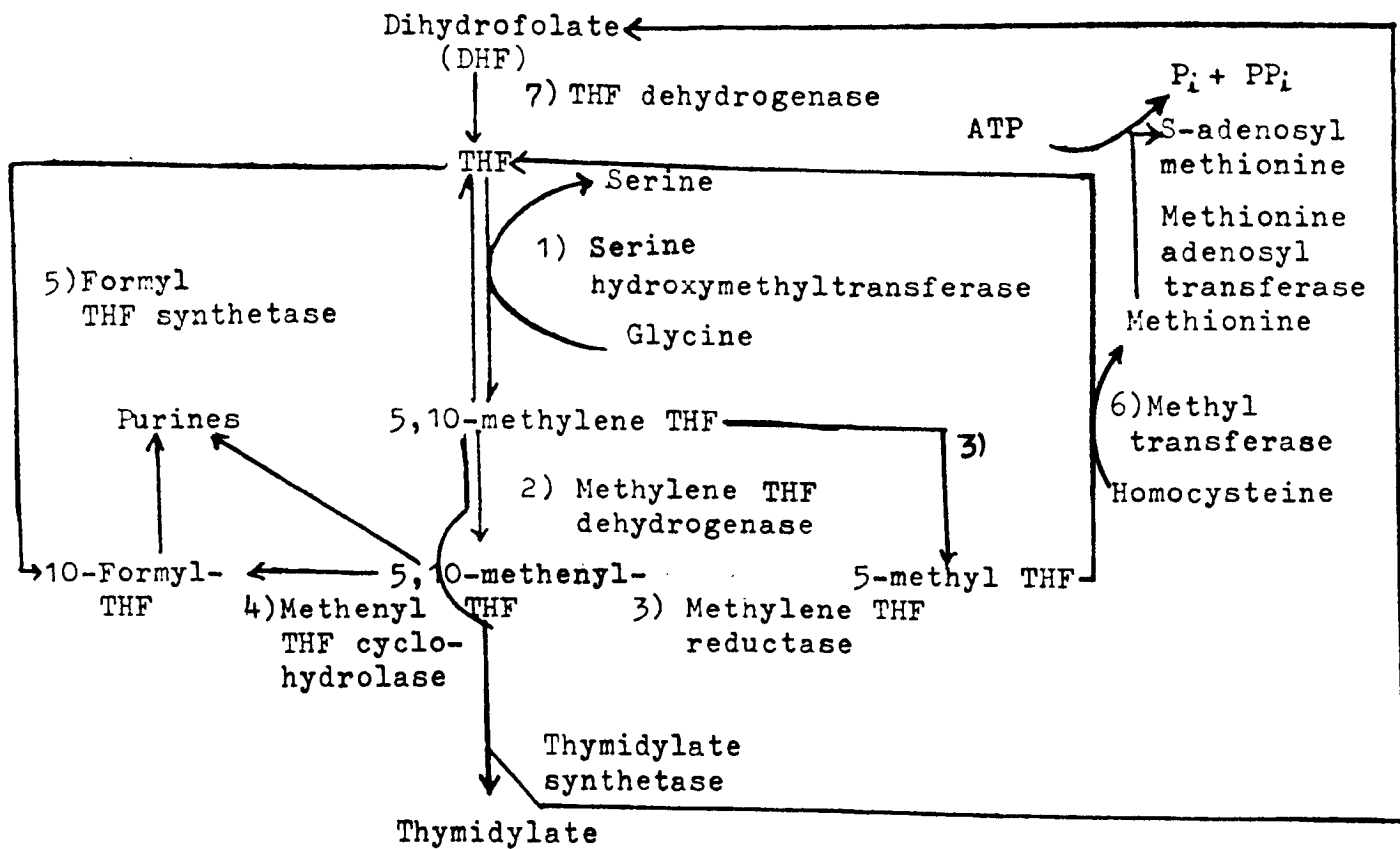 Dihydrofolate
(DHF)
7) THF dehydrogenase
Pi + PPi
ATP
S-adenosyl
methionine
THF
Serine
1) Serine
hydroxymethyltransferase
Glycine
Methionine
adenosyl
transferase
Methionine
5)Formyl
THF synthetase
Purines
5,10-methylene THF
3)
6)Methyl
transferase
Homocysteine
2) Methylene THF
dehydrogenase
10-Formyl-
THF
5,10-methenyl-
THF
5-methyl THF
4)Methenyl
THF cyclo-
hydrolase
3) Methylene THF
reductase
Thymidylate
synthetase
Thymidylate